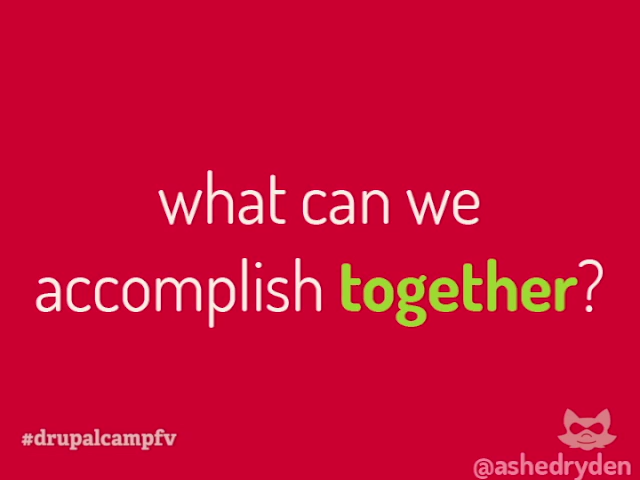 what can we
accomplish together?
#drupalcampfv
@ashedryden